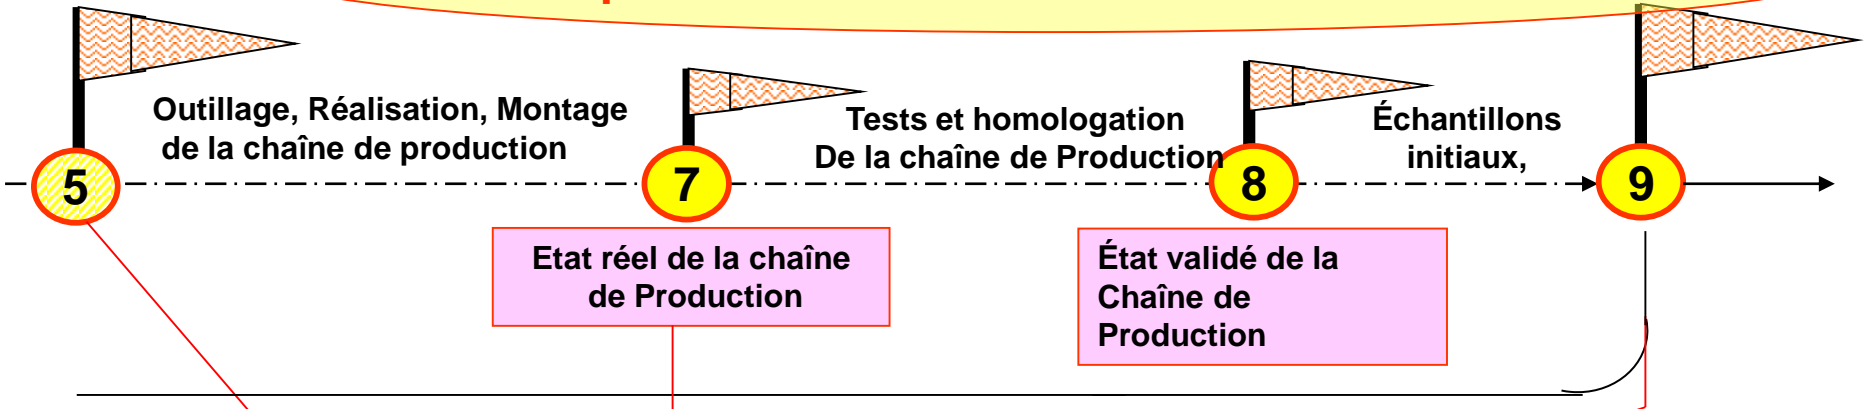 Outillage, Réalisation, Montage
de la chaîne de production
Tests et homologation
De la chaîne de Production
Échantillons
initiaux,
5
7
8
9
Etat réel de la chaîne
de Production
État validé de la
Chaîne de
Production